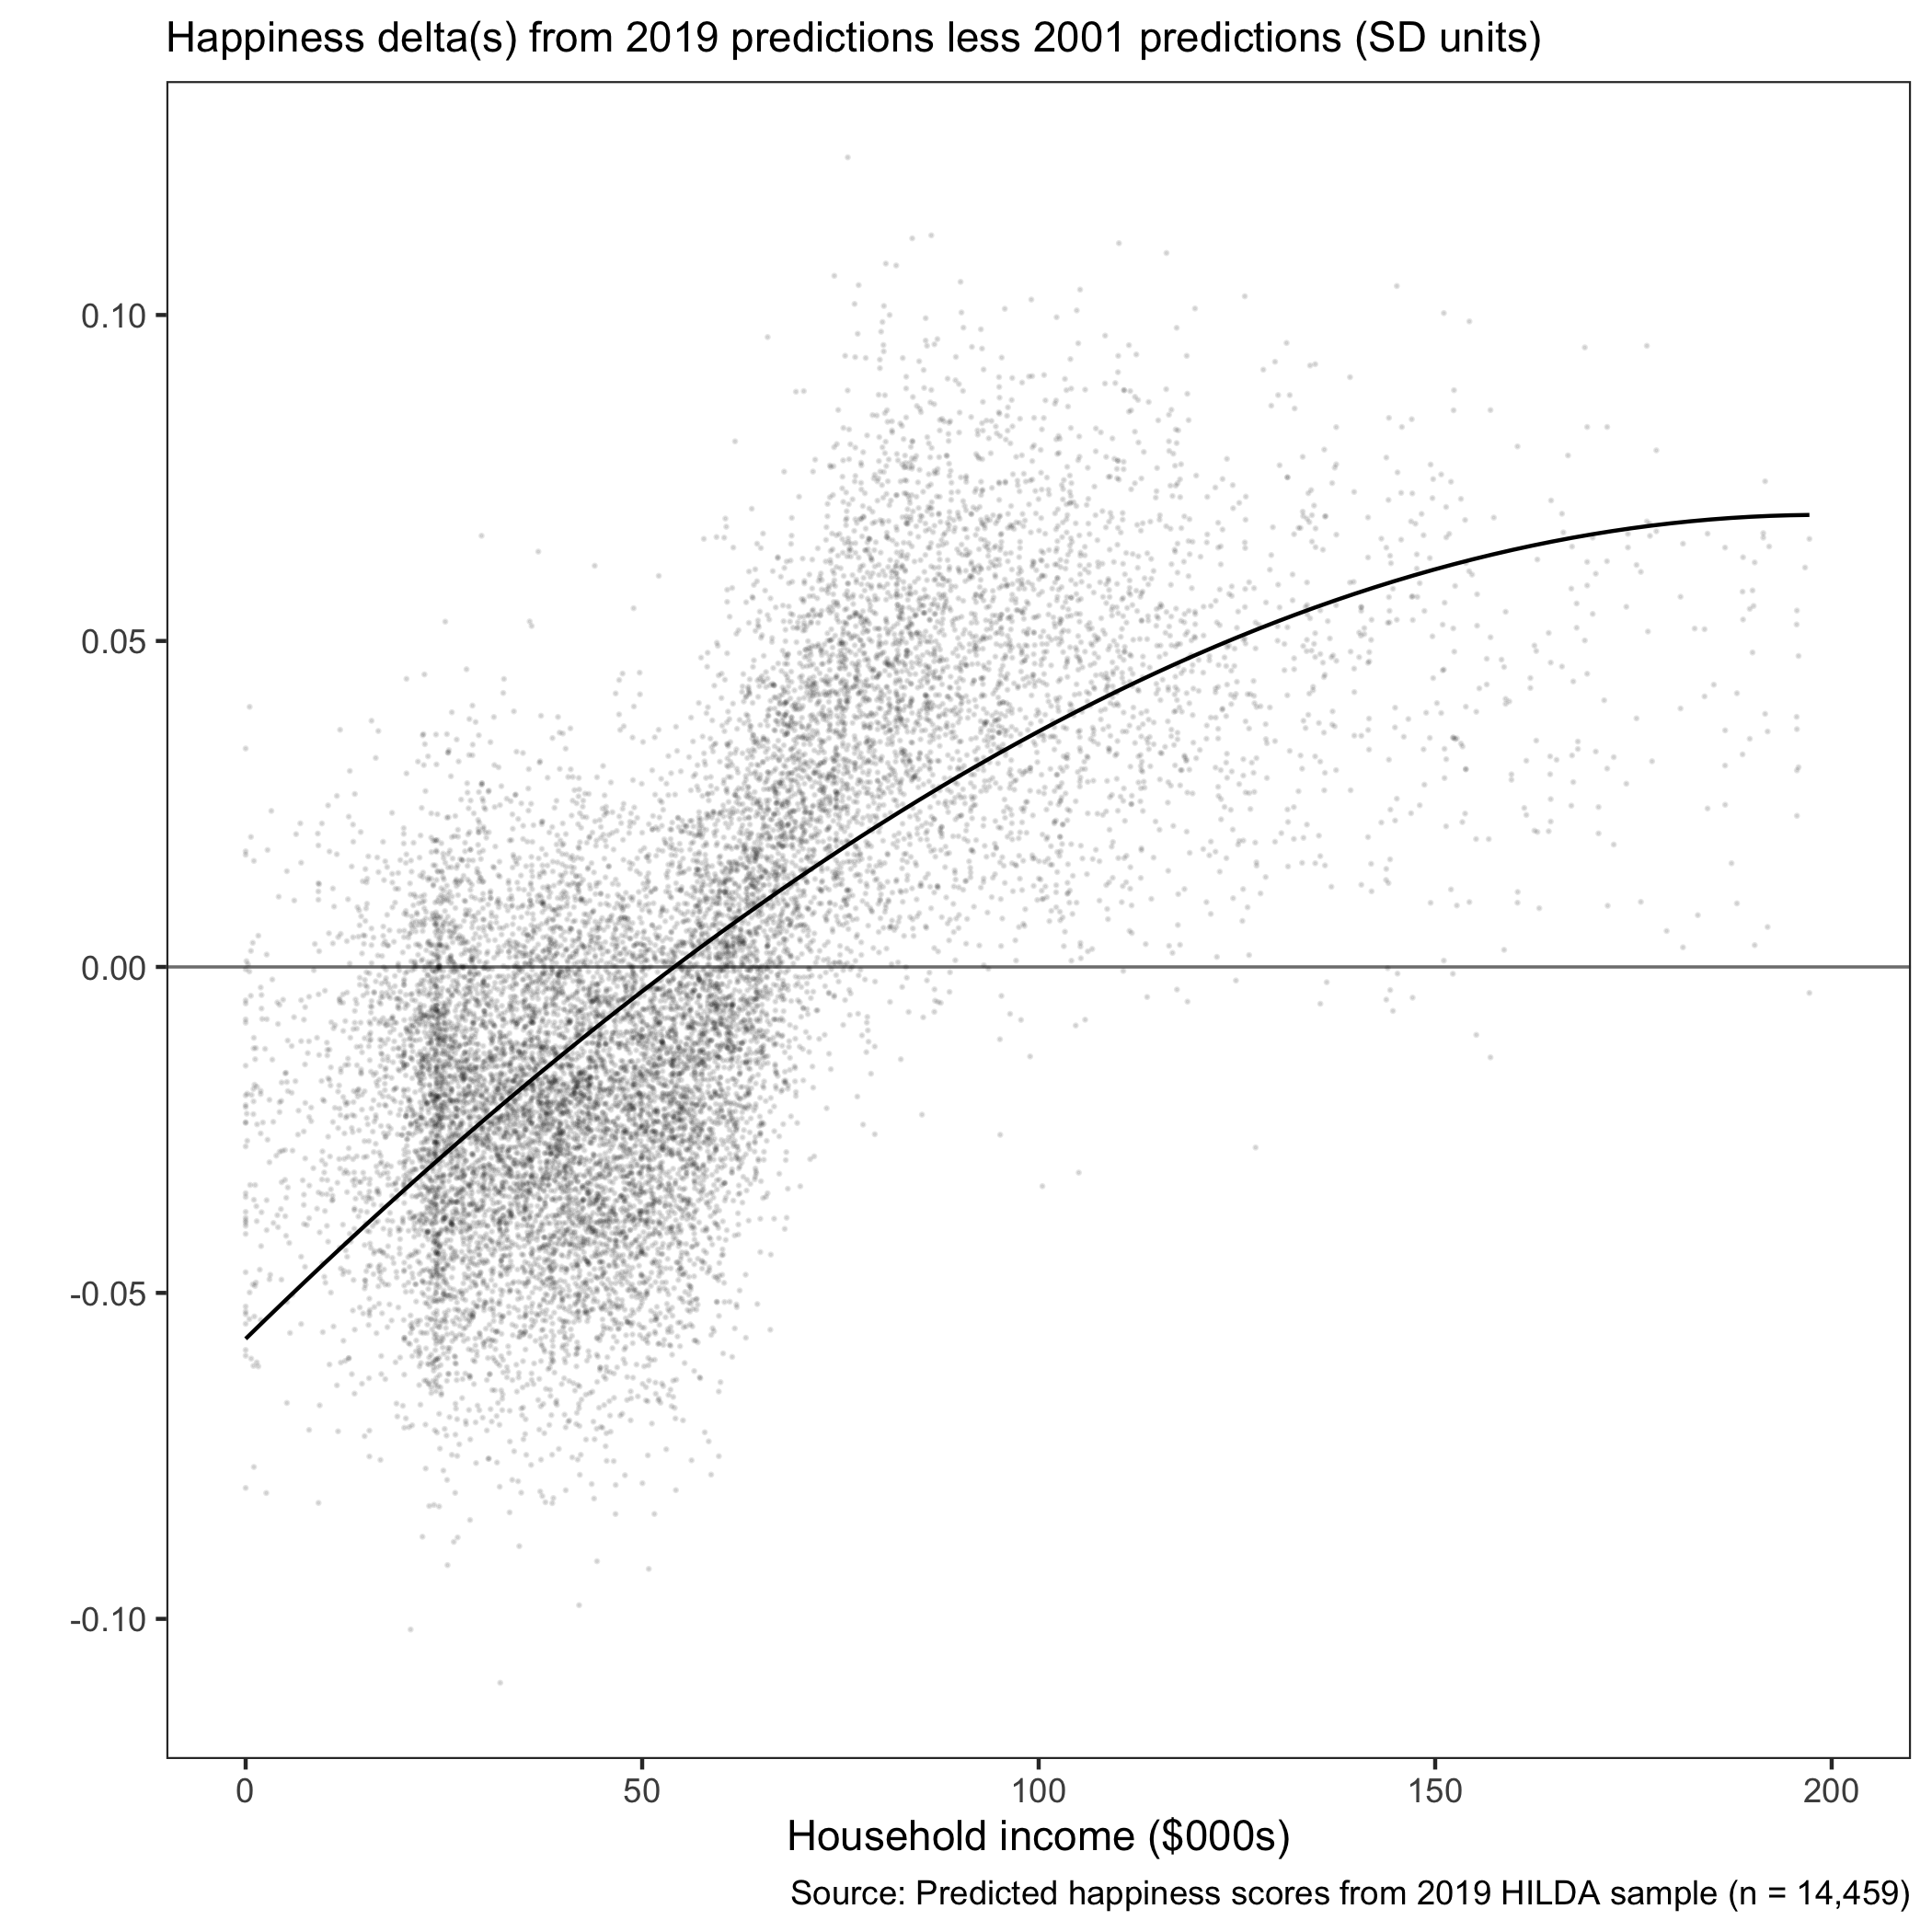 Happiness delta(s) from 2019 predictions less 2001 predictions (SD units)
0.10
0.05
0.00
-0.05
-0.10
0 50 100 150 200
Household income ($000s)
Source: Predicted happiness scores from 2019 HILDA sample (n = 14,459)